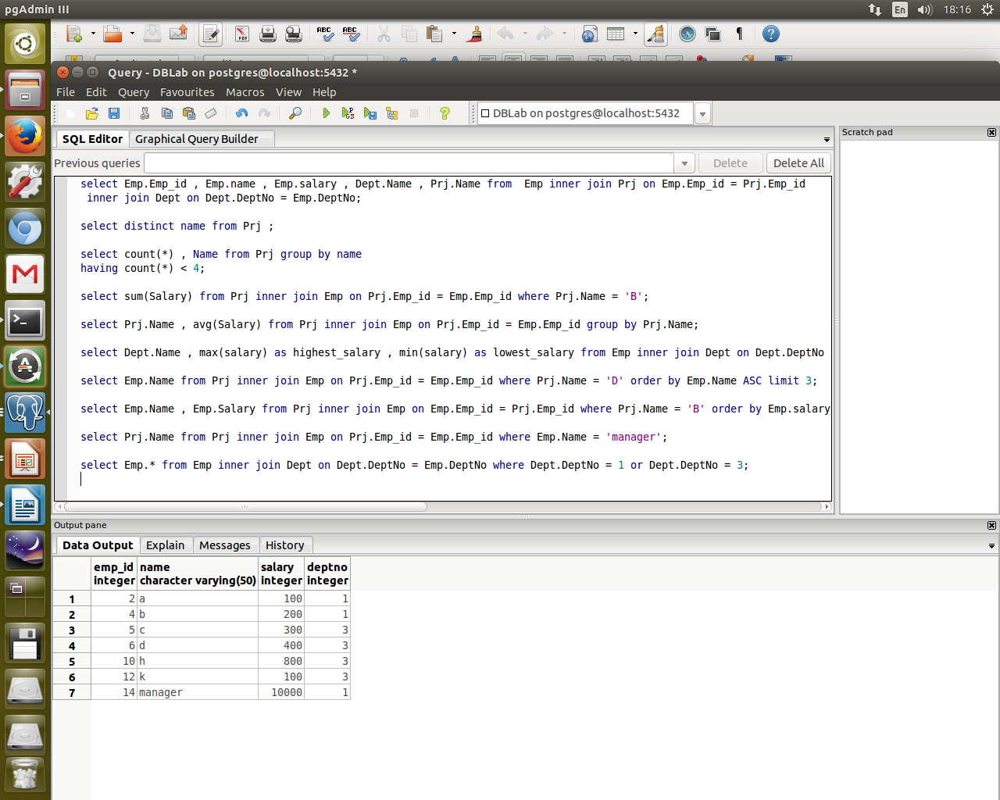 pgAdmin III
En
18:16
ABC
ABC
PDF
Query - DBLab on postgres@localhost:5432 *
File Edit Query Favourites Macros View Help
DBLab on postgres@localhost:5432
SQL Editor
Graphical Query Builder
Scratch pad
Previous queries
Delete
Delete All
select Emp.Emp_id , Emp.name , Emp.salary , Dept.Name , Prj.Name from  Emp inner join Prj on Emp.Emp_id = Prj.Emp_id
inner join Dept on Dept.DeptNo = Emp.DeptNo;
select distinct name from Prj ;
select count(*) , Name from Prj group by name
having count(*) < 4;
select sum(Salary) from Prj inner join Emp on Prj.Emp_id = Emp.Emp_id where Prj.Name = 'B';
select Prj.Name , avg(Salary) from Prj inner join Emp on Prj.Emp_id = Emp.Emp_id group by Prj.Name;
select Dept.Name , max(salary) as highest_salary , min(salary) as lowest_salary from Emp inner join Dept on Dept.DeptNo
select Emp.Name from Prj inner join Emp on Prj.Emp_id = Emp.Emp_id where Prj.Name = 'D' order by Emp.Name ASC limit 3;
select Emp.Name , Emp.Salary from Prj inner join Emp on Emp.Emp_id = Prj.Emp_id where Prj.Name = 'B' order by Emp.salary
select Prj.Name from Prj inner join Emp on Prj.Emp_id = Emp.Emp_id where Emp.Name = 'manager';
select Emp.* from Emp inner join Dept on Dept.DeptNo = Emp.DeptNo where Dept.DeptNo = 1 or Dept.DeptNo = 3;
Output pane
Data Output
Explain
Messages
History
emp_id name salary deptno
integer character varying(50) integer integer
1 2 a 100 1
2 4 b 200 1
3 5 c 300 3
4 6 d 400 3
5 10 h 800 3
6 12 k 100 3
7 14 manager 10000 1